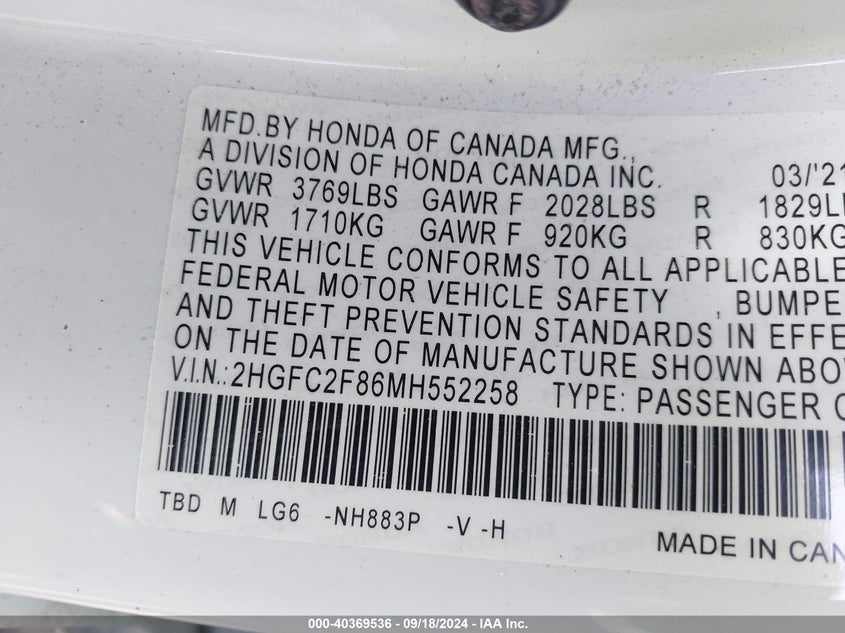 MFD.BY HONDA OF CANADA MFG.,
A DIVISION OF HONDA CANADA INC. 03/'21
GVWR 3769LBS GAWR F 2028LBS R 1829L
GVWR 1710KG GAWR F 920KG R 830KG
THIS VEHICLE CONFORMS TO ALL APPLICABLE
FEDERAL MOTOR VEHICLE SAFETY , BUMPE
AND THEFT PREVENTION STANDARDS IN EFFE
ON THE DATE OF MANUFACTURE SHOWN ABO
V.I.N.: 2HGFC2F86MH552258 TYPE: PASSENGER C
TBD M LG6 -NH883P -V -H
MADE IN CAN
000-40369536 - 09/18/2024 - IAA Inc.